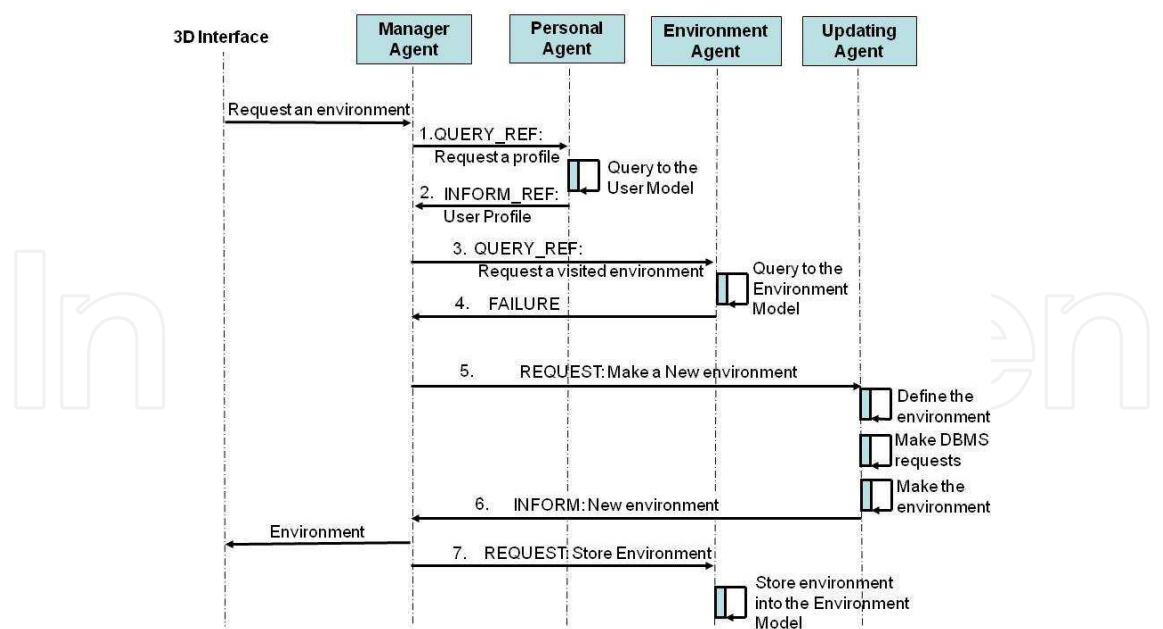 3D Interface
Manager
Agent
Personal
Agent
Environment
Agent
Updating
Agent
Request an environment
1.QUERY_REF:
Request a profile
Query to the
User Model
2. INFORM_REF:
User Profile
3. QUERY_REF:
Request a visited environment
Query to the
Environment
Model
4. FAILURE
5. REQUEST: Make a New environment
Define the
environment
Make DBMS
requests
Make the
environment
6. INFORM: New environment
Environment
7. REQUEST: Store Environment
Store environment
into the Environment
Model
In
en